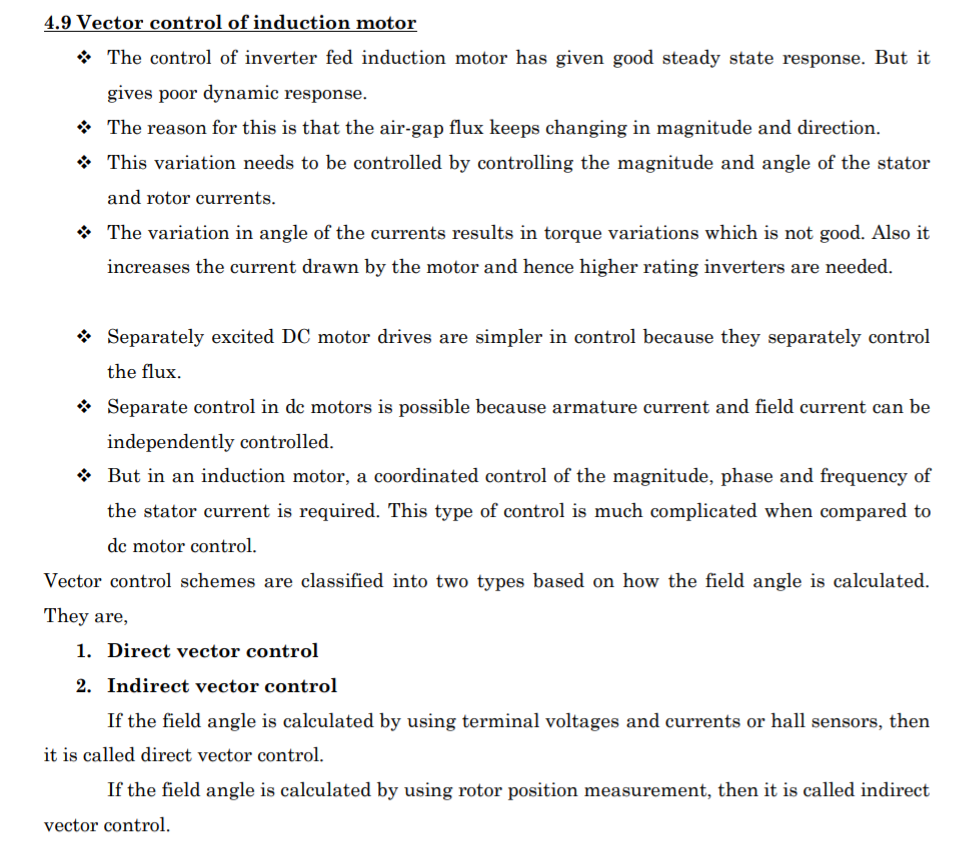 4.9 Vector control of induction motor
❖ The control of inverter fed induction motor has given good steady state response. But it
gives poor dynamic response.
❖ The reason for this is that the air-gap flux keeps changing in magnitude and direction.
❖ This variation needs to be controlled by controlling the magnitude and angle of the stator
and rotor currents.
❖ The variation in angle of the currents results in torque variations which is not good. Also it
increases the current drawn by the motor and hence higher rating inverters are needed.
❖ Separately excited DC motor drives are simpler in control because they separately control
the flux.
❖ Separate control in dc motors is possible because armature current and field current can be
independently controlled.
❖ But in an induction motor, a coordinated control of the magnitude, phase and frequency of
the stator current is required. This type of control is much complicated when compared to
dc motor control.
Vector control schemes are classified into two types based on how the field angle is calculated.
They are,
1. Direct vector control
2. Indirect vector control
If the field angle is calculated by using terminal voltages and currents or hall sensors, then
it is called direct vector control.
If the field angle is calculated by using rotor position measurement, then it is called indirect
vector control.